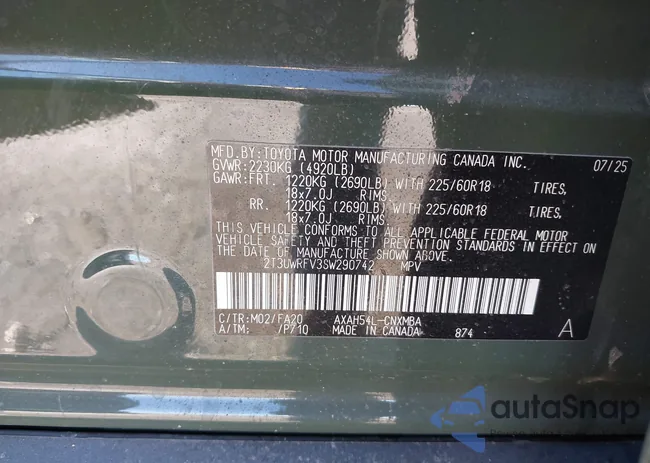 MFD.BY:TOYOTA MOTOR MANUFACTURING CANADA INC. 07/25
GVWR:2230KG (4920LB)
GAWR:FRT. 1220KG (2690LB) WITH 225/60R18 TIRES,
18x7.0J RIMS
RR. 1220KG (2690LB) WITH 225/60R18 TIRES,
18x7.0J RIMS
THIS VEHICLE CONFORMS TO ALL APPLICABLE FEDERAL MOTOR
VEHICLE SAFETY AND THEFT PREVENTION STANDARDS IN EFFECT ON
THE DATE OF MANUFACTURE SHOWN ABOVE.
2T3UWRFV3SW290742 MPV
C/TR:M02/FA20 AXAH54L-CNXMBA
A/TM: /P710 MADE IN CANADA 874 A
autoSnap